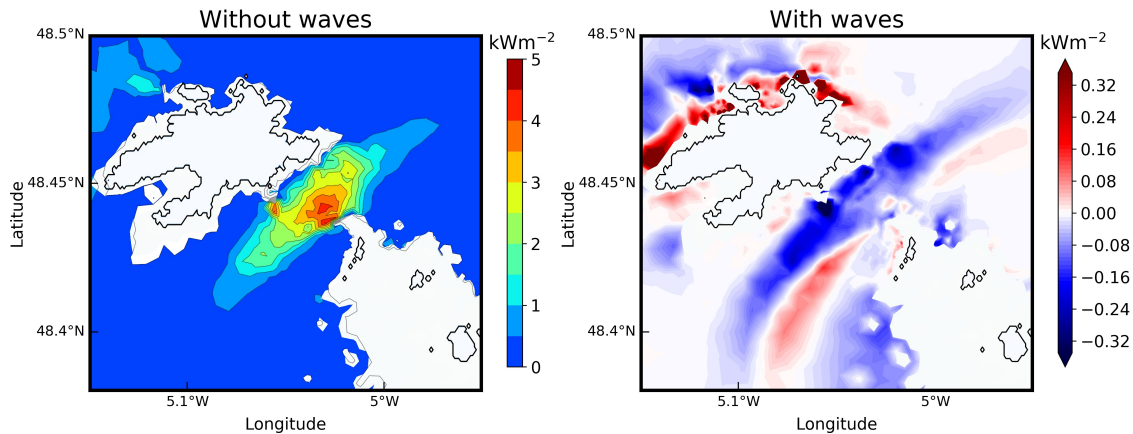 Without waves
48.5°N
48.45°N
48.4°N
Latitude
5.1°W
5°W
Longitude
kWm⁻²
5
4
3
2
1
0
With waves
48.5°N
48.45°N
48.4°N
Latitude
5.1°W
5°W
Longitude
kWm⁻²
0.32
0.24
0.16
0.08
0.00
−0.08
−0.16
−0.24
−0.32